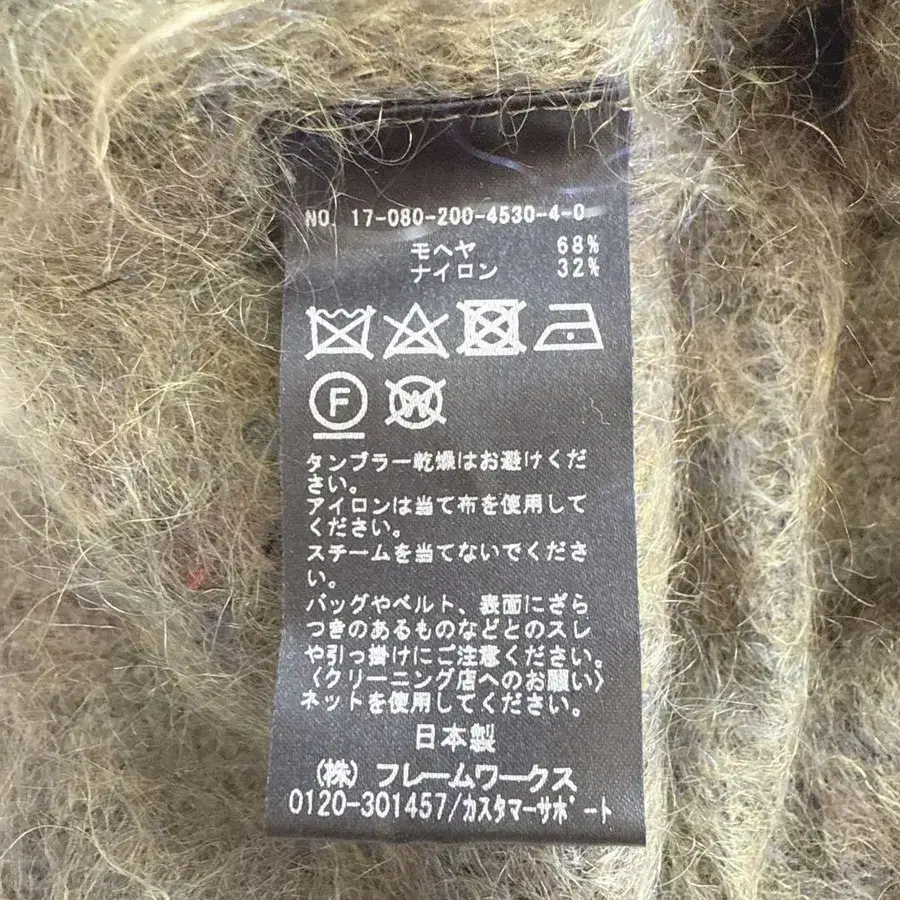 NO. 17-080-200-4530-4-0
モヘヤ 68%
ナイロン 32%
F
W
タンブラー乾燥はお避けくだ
さい。
アイロンは当て布を使用して
ください。
スチームを当てないでくださ
い。
バッグやベルト、表面にざら
つきのあるものなどとのスレ
や引っ掛けにご注意ください。
〈クリーニング店へのお願い〉
ネットを使用してください。
日本製
(株) フレームワークス
0120-301457/カスタマーサポート